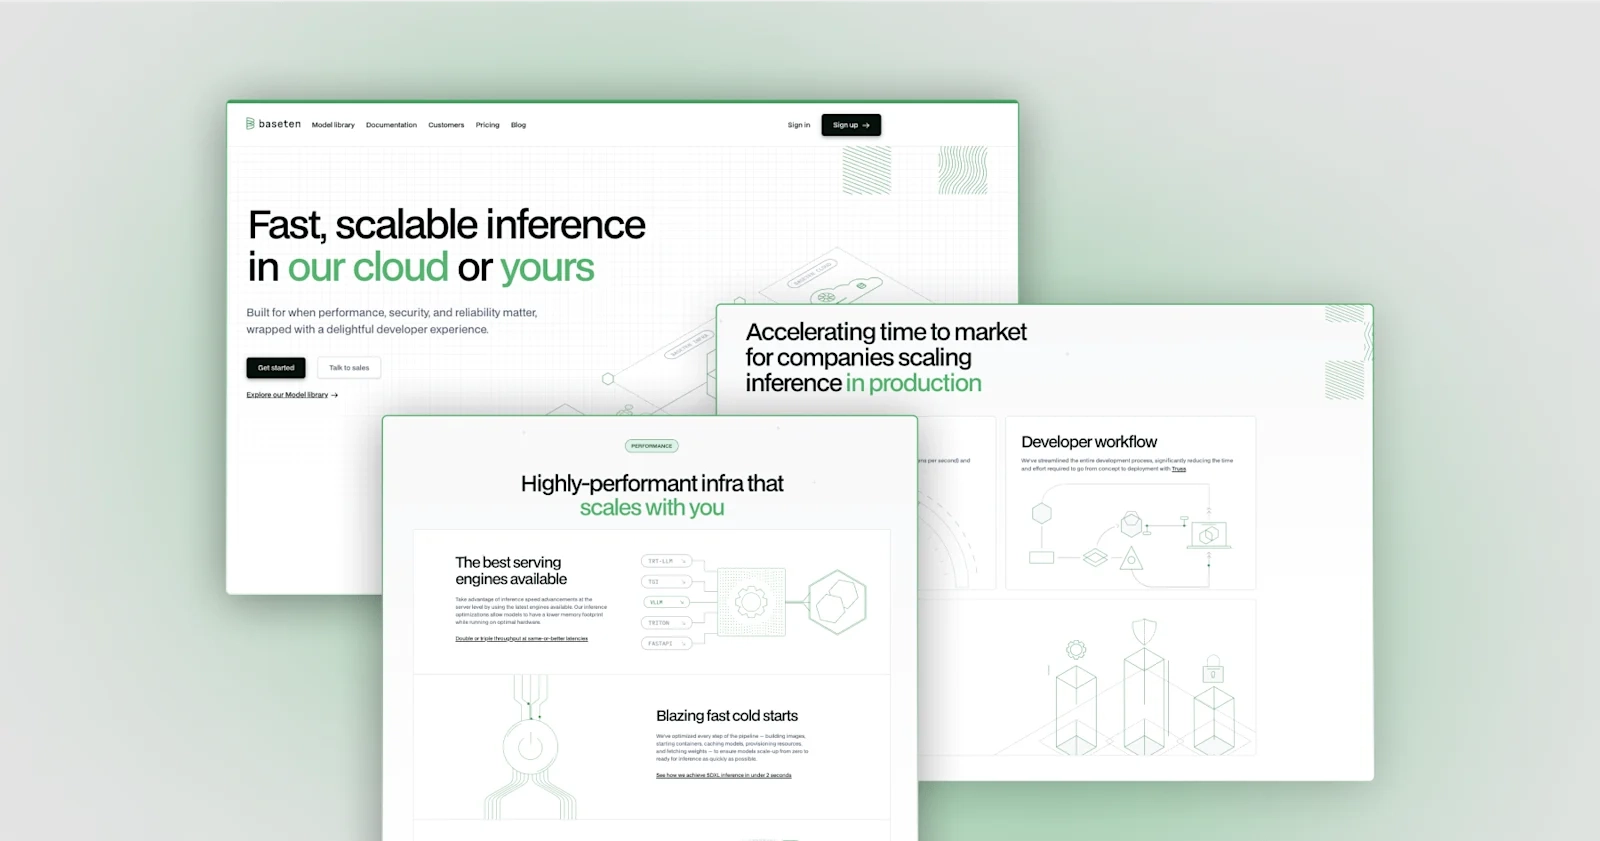 baseten
Model library
Documentation
Customers
Pricing
Blog
Sign in
Sign up →
Fast, scalable inference
in our cloud or yours
Built for when performance, security, and reliability matter,
wrapped with a delightful developer experience.
Get started
Talk to sales
Explore our Model library →
BASETEN CLOUD
Accelerating time to market
for companies scaling
inference in production
per second) and
Developer workflow
We've streamlined the entire development process, significantly reducing the time
and effort required to go from concept to deployment with Truss
PERFORMANCE
Highly-performant infra that
scales with you
The best serving
engines available
Take advantage of inference speed advancements at the
server level by using the latest engines available. Our inference
optimizations allow models to have a lower memory footprint
while running on optimal hardware.
Double or triple throughput at same-or-better latencies
TRT-LLM
TGI
VLLM
TRITON
FASTAPI
Blazing fast cold starts
We've optimized every step of the pipeline — building images,
starting containers, caching models, provisioning resources,
and fetching weights — to ensure models scale-up from zero to
ready for inference as quickly as possible.
See how we achieve SDXL inference in under 2 seconds